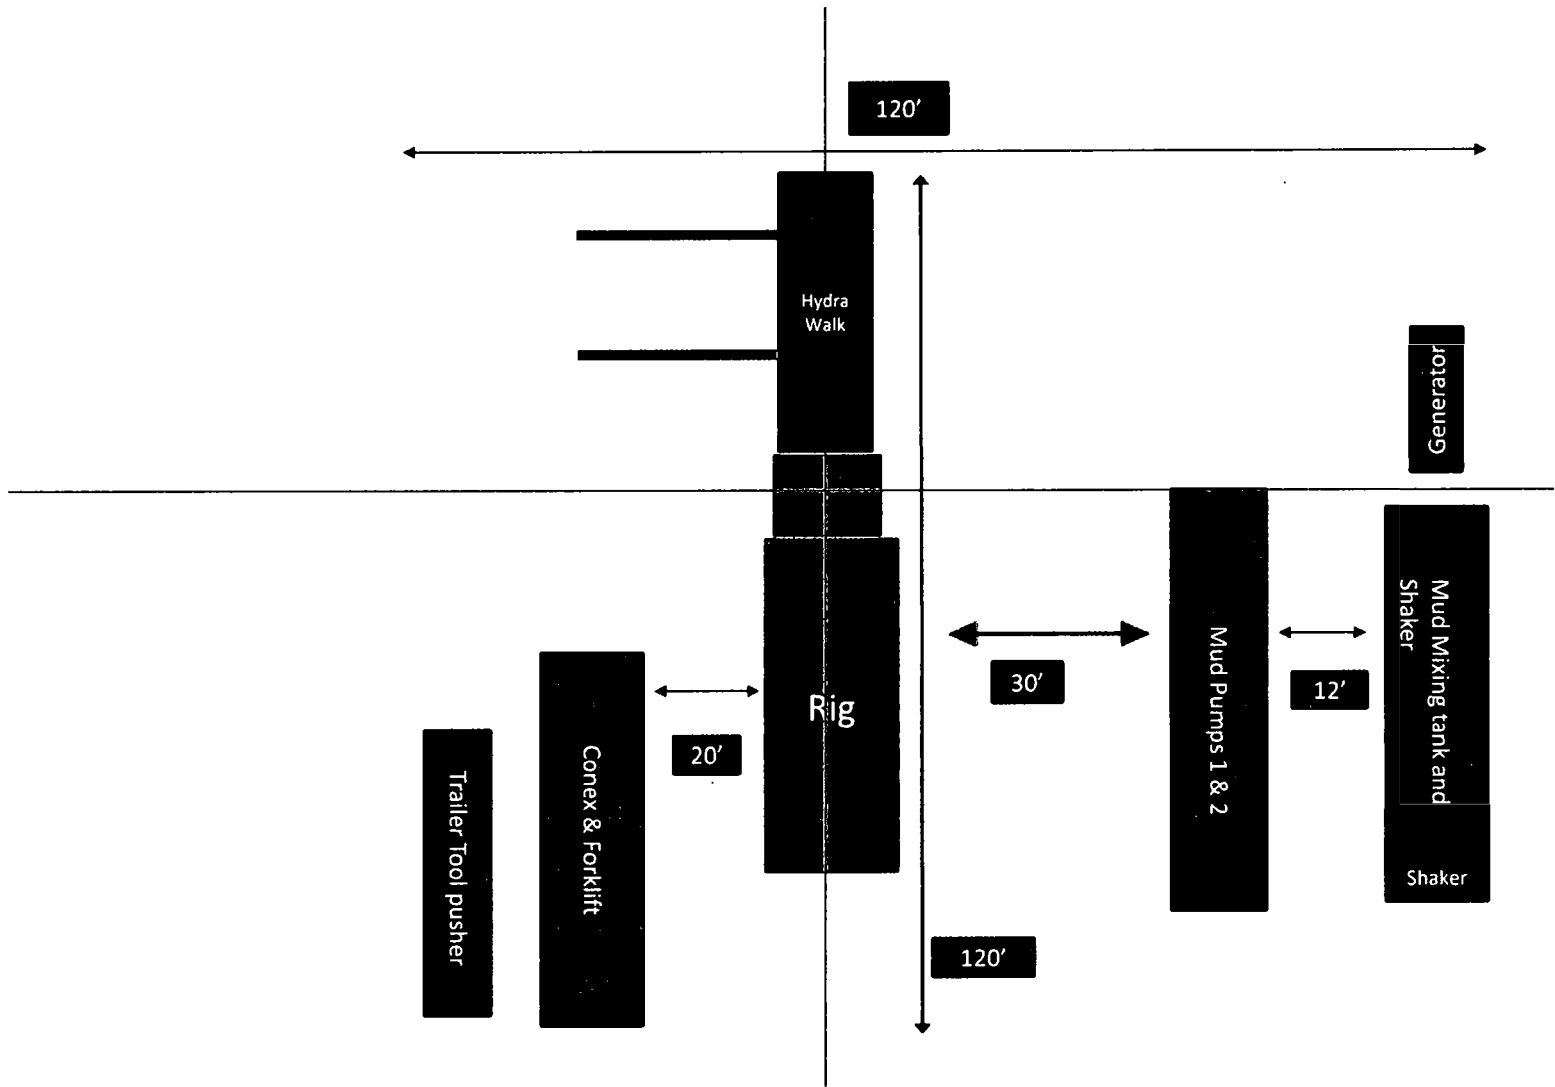 120’
Hydra
Walk
Generator
Mud Mixing tank and
Shaker
Mud Pumps 1 & 2
30’
12’
Rig
20’
Conex & Forklift
Trailer Tool pusher
Shaker
120’